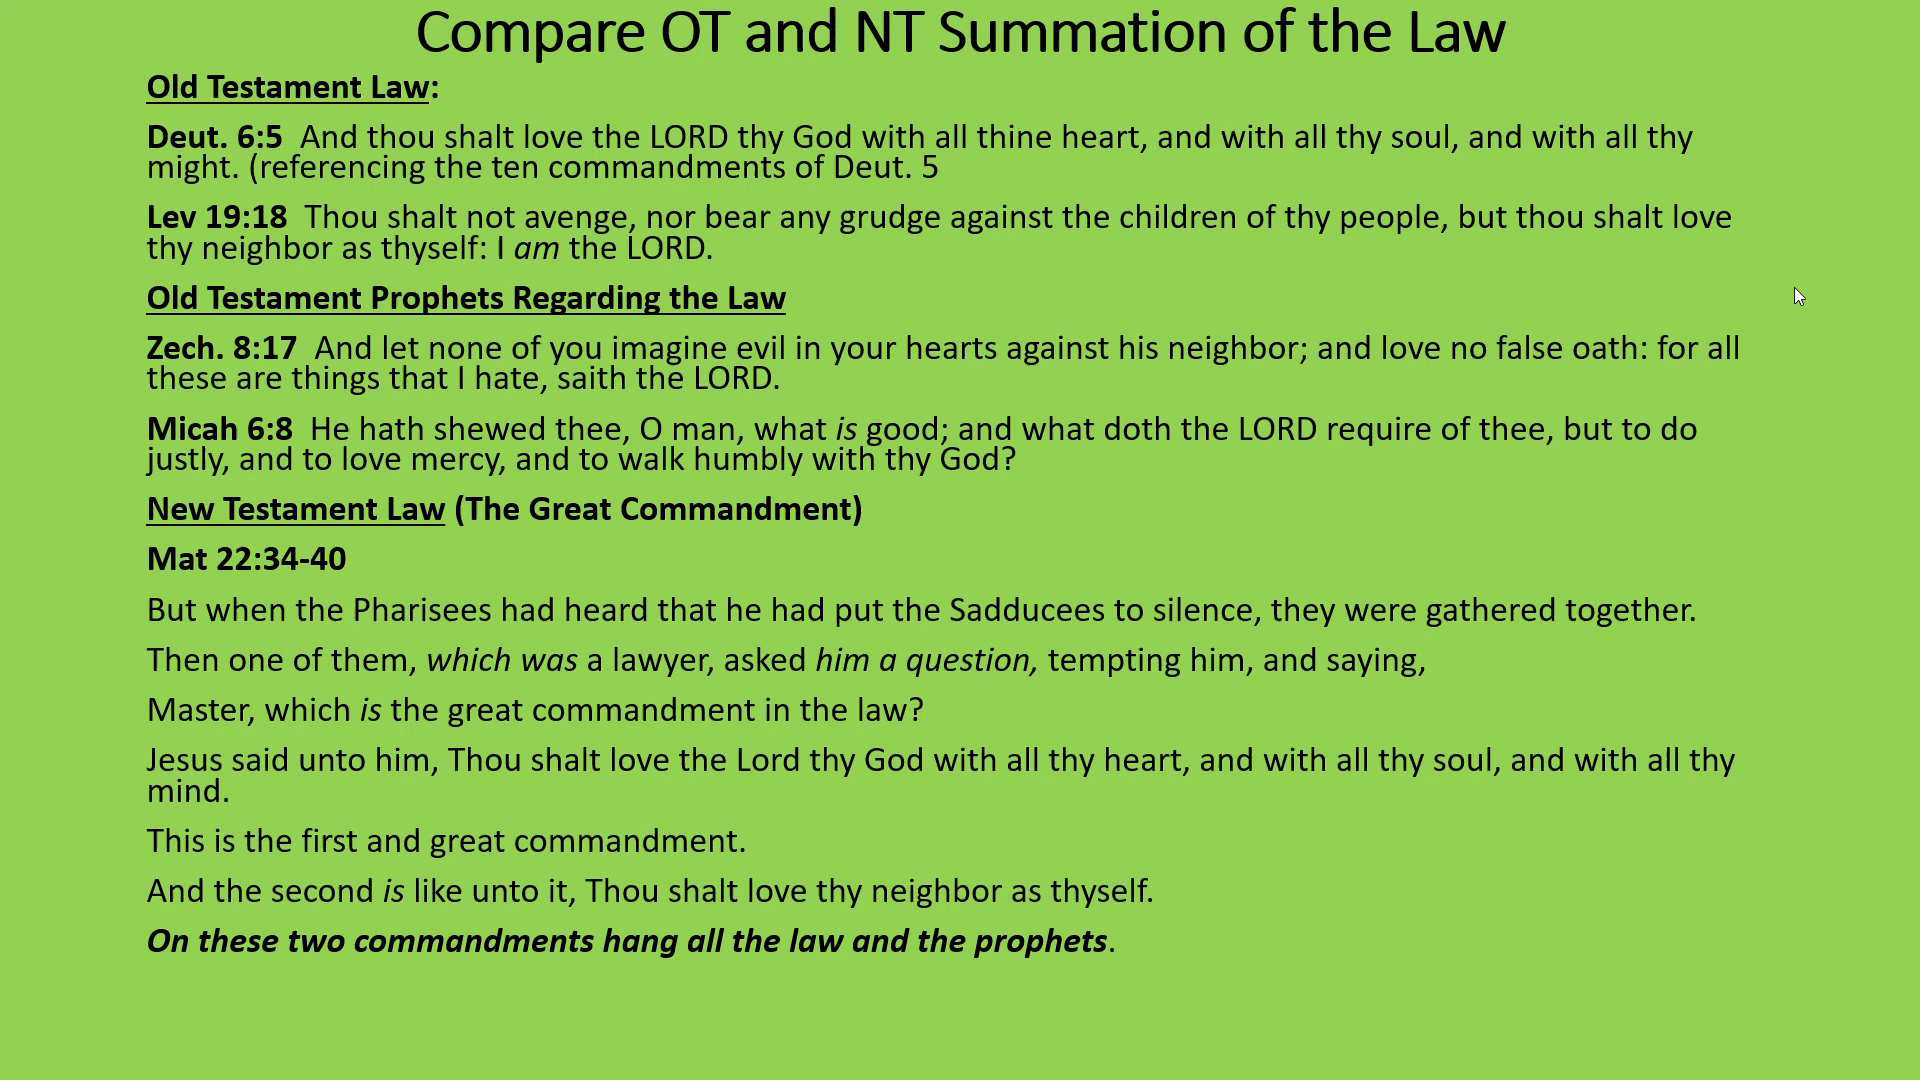 Compare OT and NT Summation of the Law
Old Testament Law:
Deut. 6:5  And thou shalt love the LORD thy God with all thine heart, and with all thy soul, and with all thy
might. (referencing the ten commandments of Deut. 5
Lev 19:18  Thou shalt not avenge, nor bear any grudge against the children of thy people, but thou shalt love
thy neighbor as thyself: I am the LORD.
Old Testament Prophets Regarding the Law
Zech. 8:17  And let none of you imagine evil in your hearts against his neighbor; and love no false oath: for all
these are things that I hate, saith the LORD.
Micah 6:8  He hath shewed thee, O man, what is good; and what doth the LORD require of thee, but to do
justly, and to love mercy, and to walk humbly with thy God?
New Testament Law (The Great Commandment)
Mat 22:34-40
But when the Pharisees had heard that he had put the Sadducees to silence, they were gathered together.
Then one of them, which was a lawyer, asked him a question, tempting him, and saying,
Master, which is the great commandment in the law?
Jesus said unto him, Thou shalt love the Lord thy God with all thy heart, and with all thy soul, and with all thy
mind.
This is the first and great commandment.
And the second is like unto it, Thou shalt love thy neighbor as thyself.
On these two commandments hang all the law and the prophets.